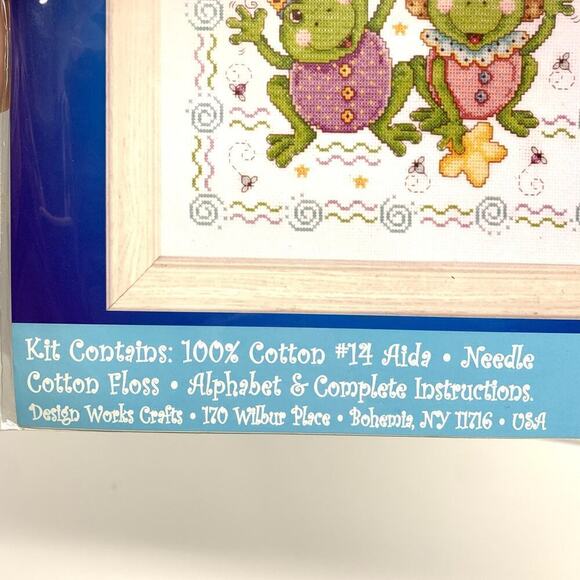 Kit Contains: 100% Cotton #14 Aida • Needle
Cotton Floss • Alphabet & Complete Instructions.
Design Works Crafts • 170 Wilbur Place • Bohemia, NY 11716 • USA